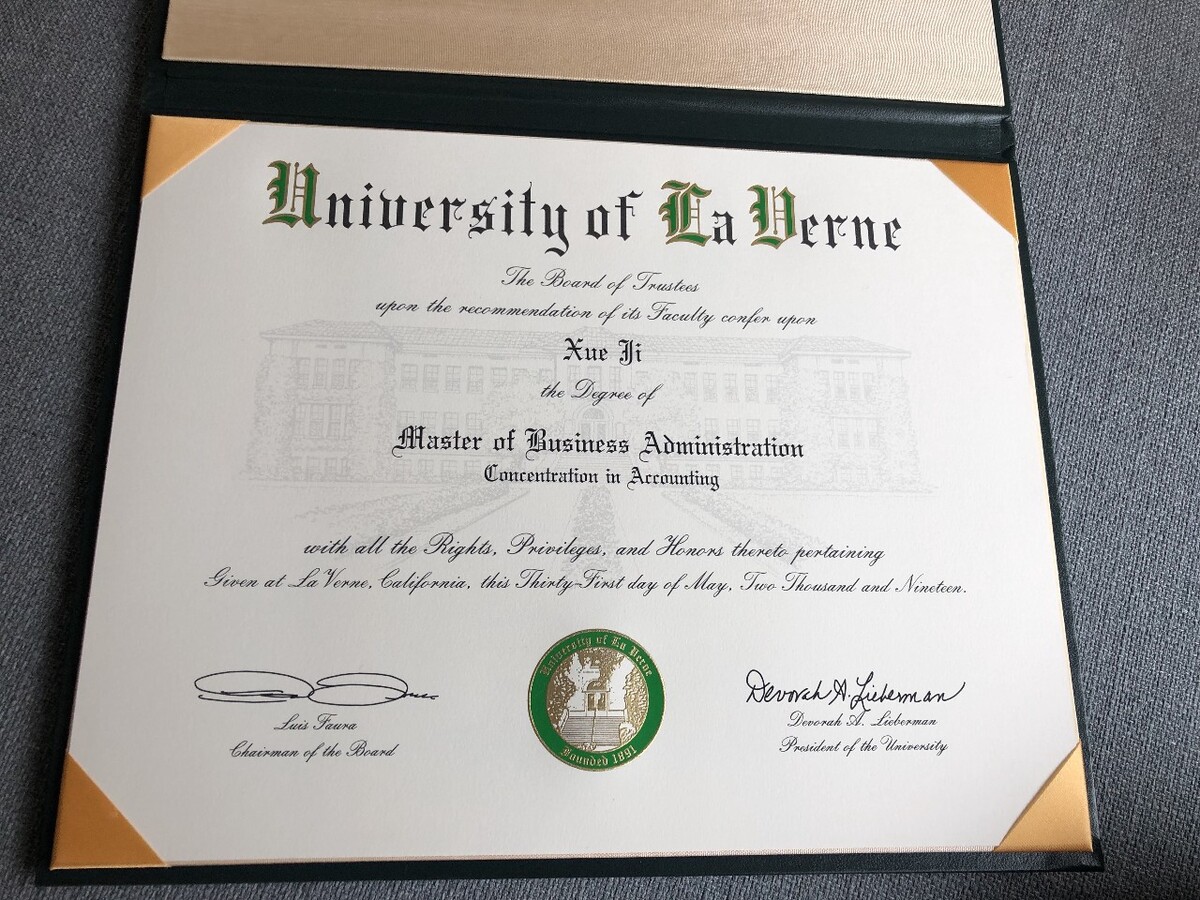 University of La Verne
The Board of Trustees
upon the recommendation of its Faculty confer upon
Xue Ji
the Degree of
Master of Business Administration
Concentration in Accounting
with all the Rights, Privileges, and Honors thereto pertaining
Given at La Verne, California, this Thirty-First day of May, Two Thousand and Nineteen.
University of La Verne
Founded 1891
Luis Faura
Chairman of the Board
Devorah A. Lieberman
Devorah A. Lieberman
President of the University